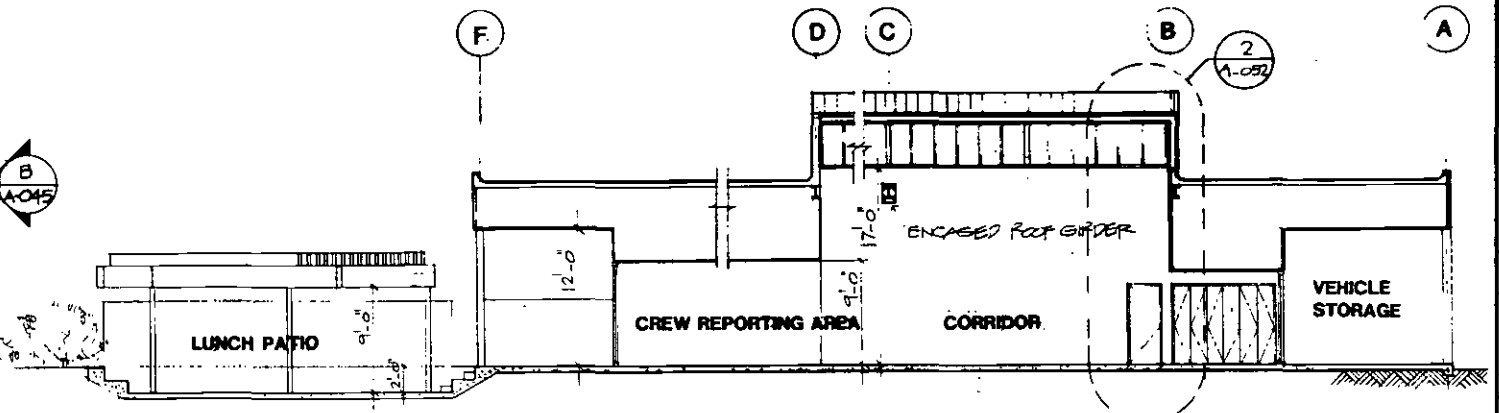 F
D
C
B
A
2
A-052
B
A-045
17'-0"
ENCASED ROOF GIRDER
12'-0"
9'-0"
9'-0"
2'-0"
LUNCH PATIO
CREW REPORTING AREA
CORRIDOR
VEHICLE
STORAGE